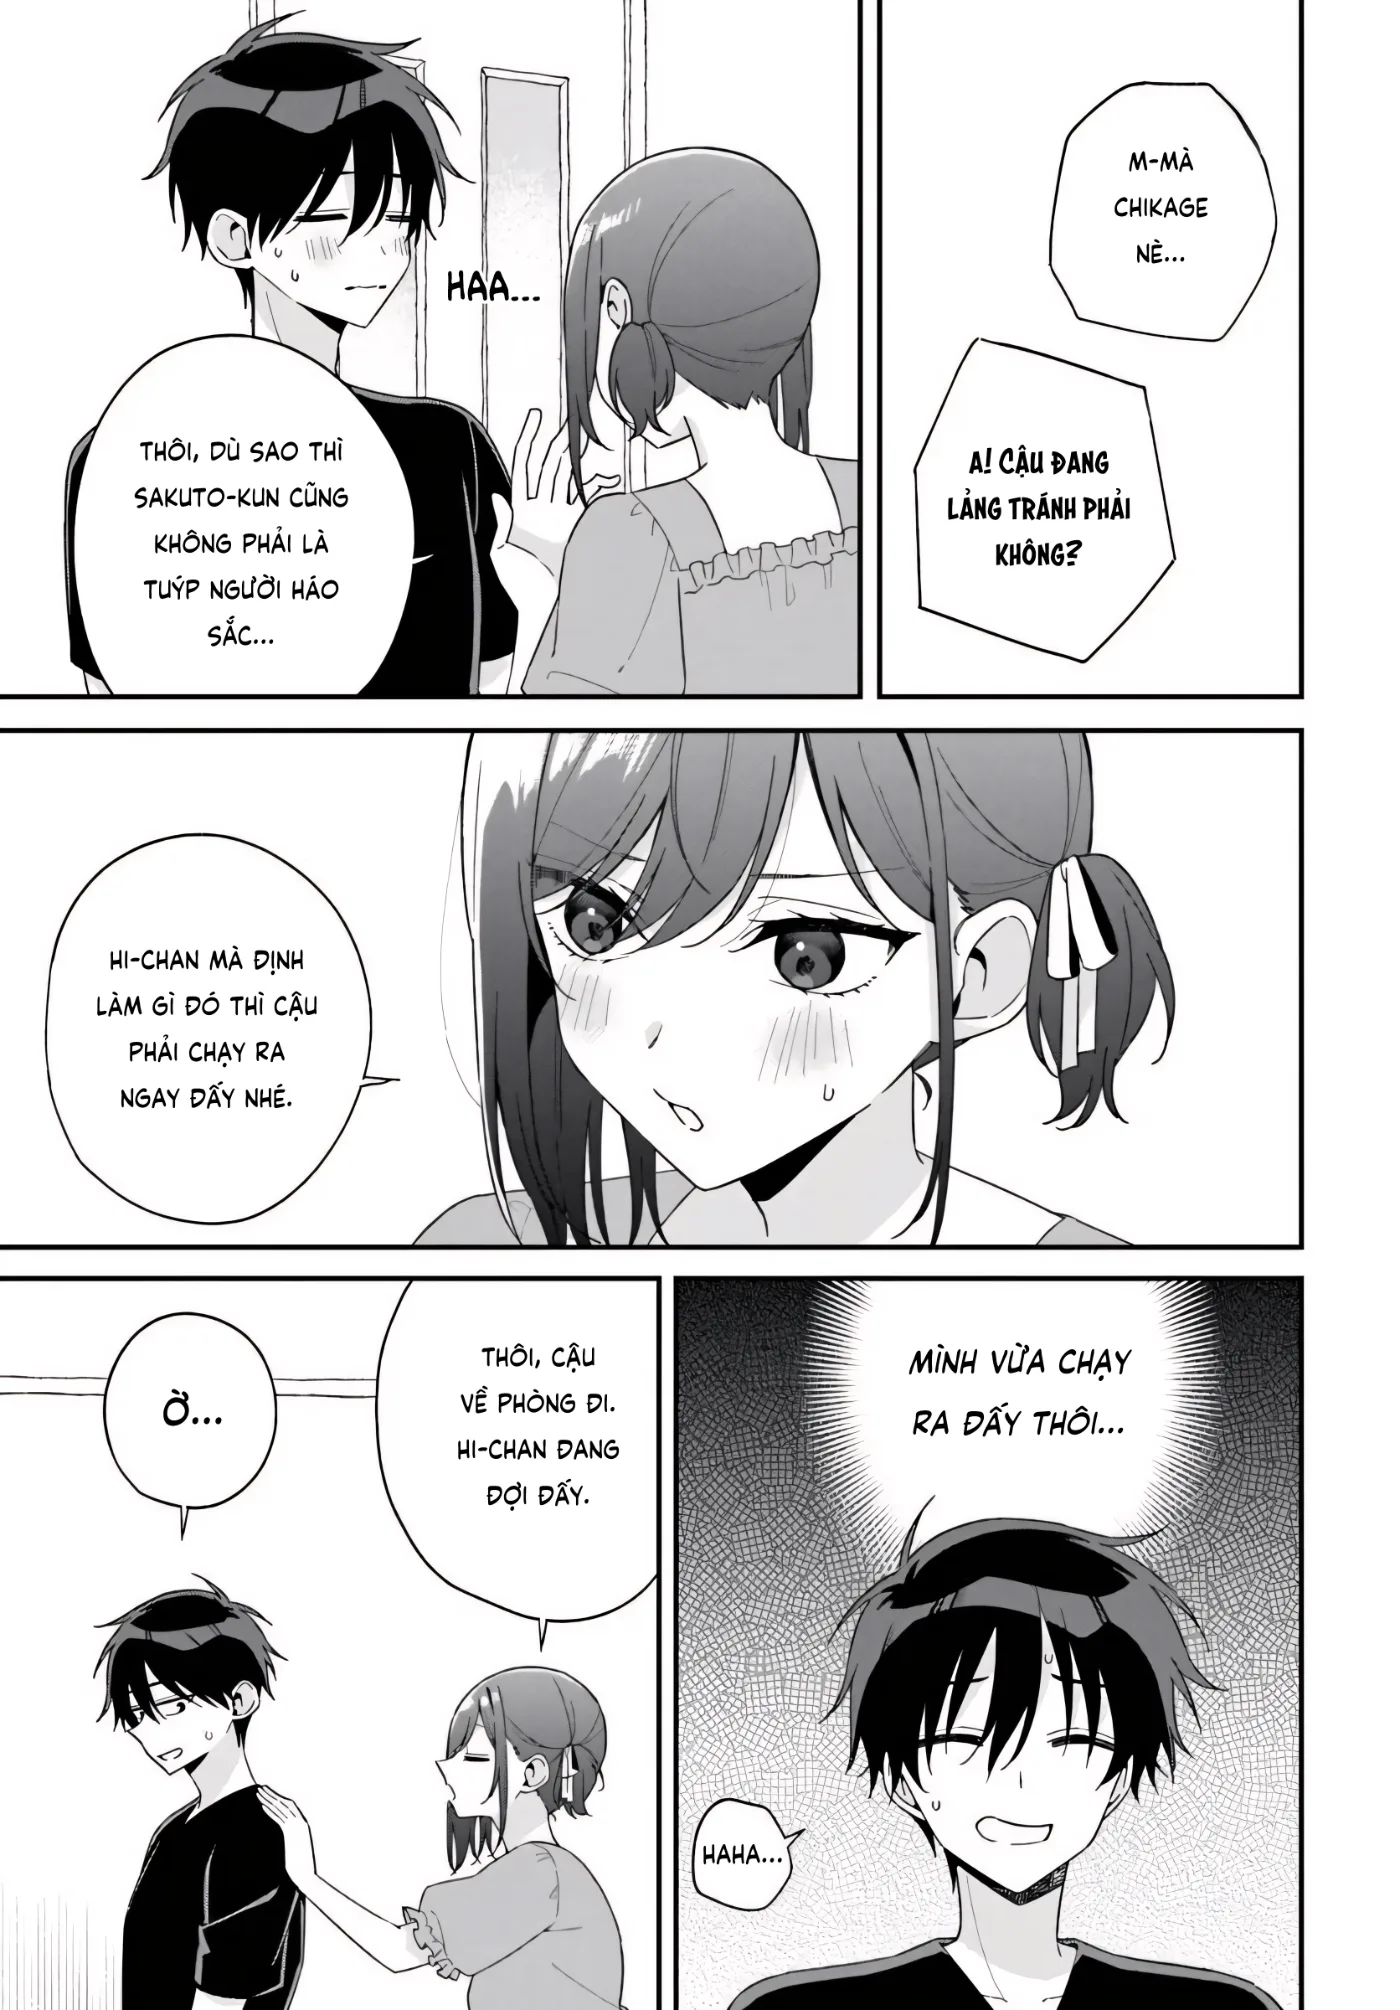 M-MÀ
CHIKAGE
NÈ...
A! CẬU ĐANG
LẢNG TRÁNH PHẢI
KHÔNG?
HAA...
THÔI, DÙ SAO THÌ
SAKUTO-KUN CŨNG
KHÔNG PHẢI LÀ
TUÝP NGƯỜI HÁO
SẮC...
HI-CHAN MÀ ĐỊNH
LÀM GÌ ĐÓ THÌ CẬU
PHẢI CHẠY RA
NGAY ĐẤY NHÉ.
MÌNH VỪA CHẠY
RA ĐẤY THÔI...
HAHA...
THÔI, CẬU
VỀ PHÒNG ĐI.
HI-CHAN ĐANG
ĐỢI ĐẤY.
Ờ...